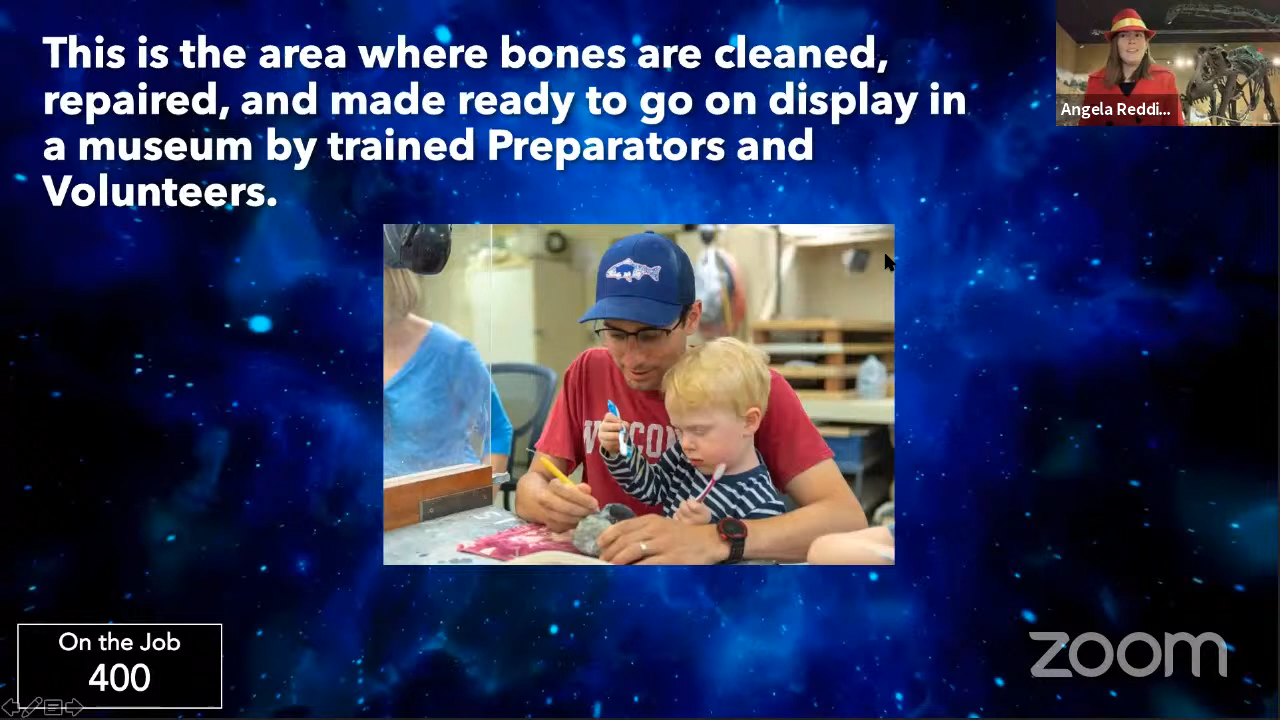 This is the area where bones are cleaned,
repaired, and made ready to go on display in
a museum by trained Preparators and
Volunteers.
Angela Reddi...
On the Job
400
zoom